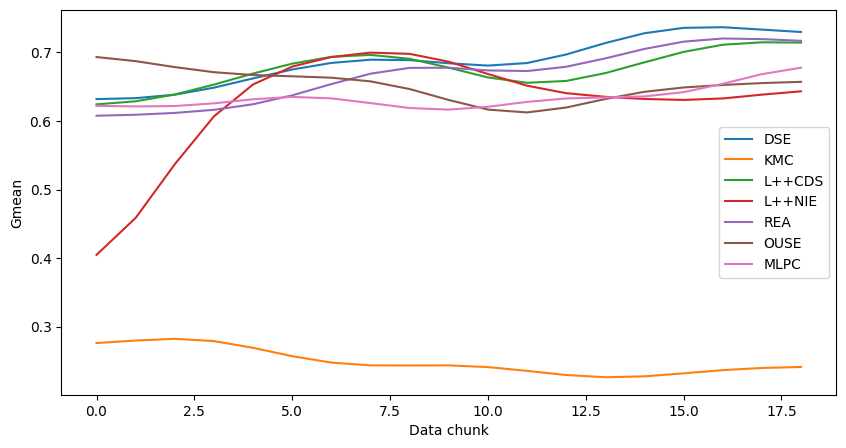 Gmean
0.7
0.6
0.5
0.4
0.3
0.0
2.5
5.0
7.5
10.0
12.5
15.0
17.5
Data chunk
DSE
KMC
L++CDS
L++NIE
REA
OUSE
MLPC